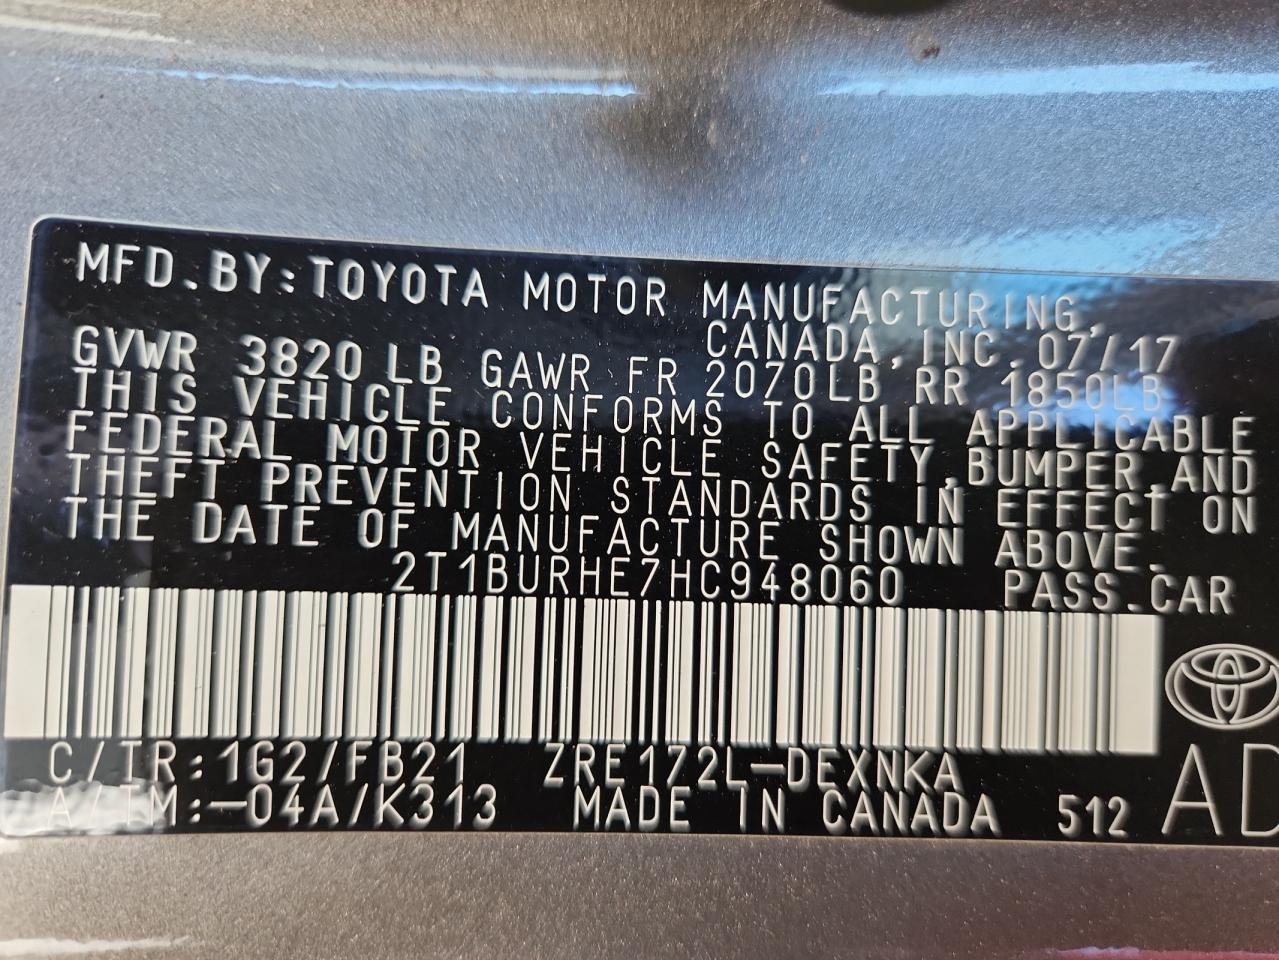 MFD.BY:TOYOTA MOTOR MANUFACTURING,
CANADA,INC.07/17
GVWR 3820 LB GAWR FR 2070LB RR 1850LB
THIS VEHICLE CONFORMS TO ALL APPLICABLE
FEDERAL MOTOR VEHICLE SAFETY,BUMPER,AND
THEFT PREVENTION STANDARDS IN EFFECT ON
THE DATE OF MANUFACTURE SHOWN ABOVE.
2T1BURHE7HC948060 PASS.CAR
C/TR:1G2/FB21 ZRE172L-DEXNKA
A/TM:-04A/K313 MADE IN CANADA 512 AD